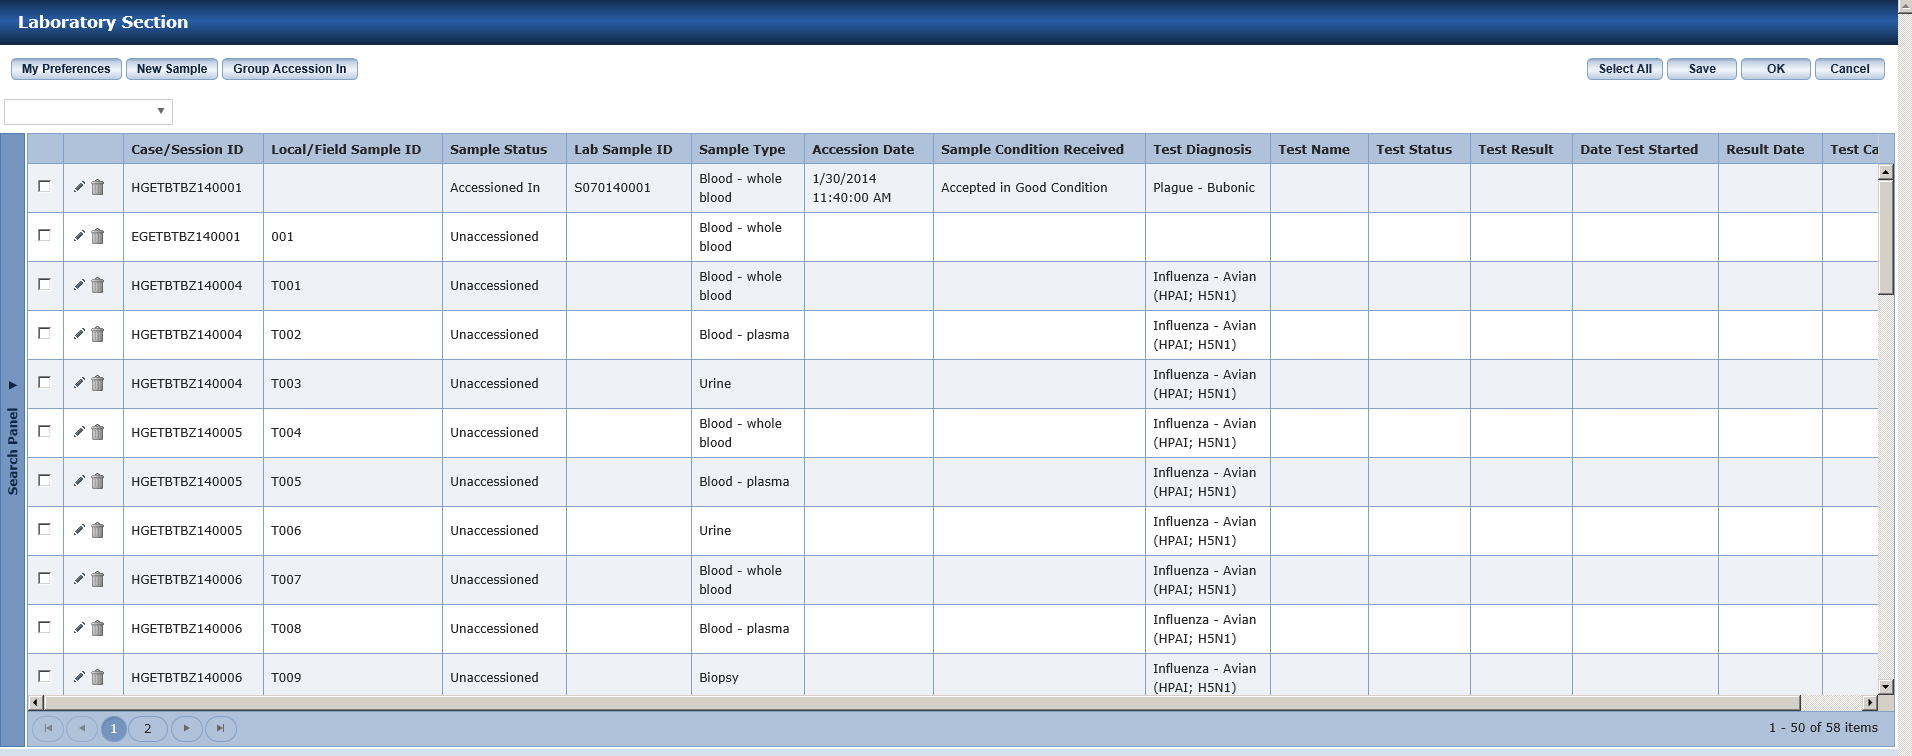 Laboratory Section
My Preferences New Sample Group Accession In Select All Save OK Cancel
Search Panel
Case/Session ID Local/Field Sample ID Sample Status Lab Sample ID Sample Type Accession Date Sample Condition Received Test Diagnosis Test Name Test Status Test Result Date Test Started Result Date Test Ca
HGETBTBZ140001 Accessioned In S070140001 Blood - whole blood 1/30/2014 11:40:00 AM Accepted in Good Condition Plague - Bubonic
EGETBTBZ140001 001 Unaccessioned Blood - whole blood
HGETBTBZ140004 T001 Unaccessioned Blood - whole blood Influenza - Avian (HPAI; H5N1)
HGETBTBZ140004 T002 Unaccessioned Blood - plasma Influenza - Avian (HPAI; H5N1)
HGETBTBZ140004 T003 Unaccessioned Urine Influenza - Avian (HPAI; H5N1)
HGETBTBZ140005 T004 Unaccessioned Blood - whole blood Influenza - Avian (HPAI; H5N1)
HGETBTBZ140005 T005 Unaccessioned Blood - plasma Influenza - Avian (HPAI; H5N1)
HGETBTBZ140005 T006 Unaccessioned Urine Influenza - Avian (HPAI; H5N1)
HGETBTBZ140006 T007 Unaccessioned Blood - whole blood Influenza - Avian (HPAI; H5N1)
HGETBTBZ140006 T008 Unaccessioned Blood - plasma Influenza - Avian (HPAI; H5N1)
HGETBTBZ140006 T009 Unaccessioned Biopsy Influenza - Avian (HPAI; H5N1)
1 2 1 - 50 of 58 items